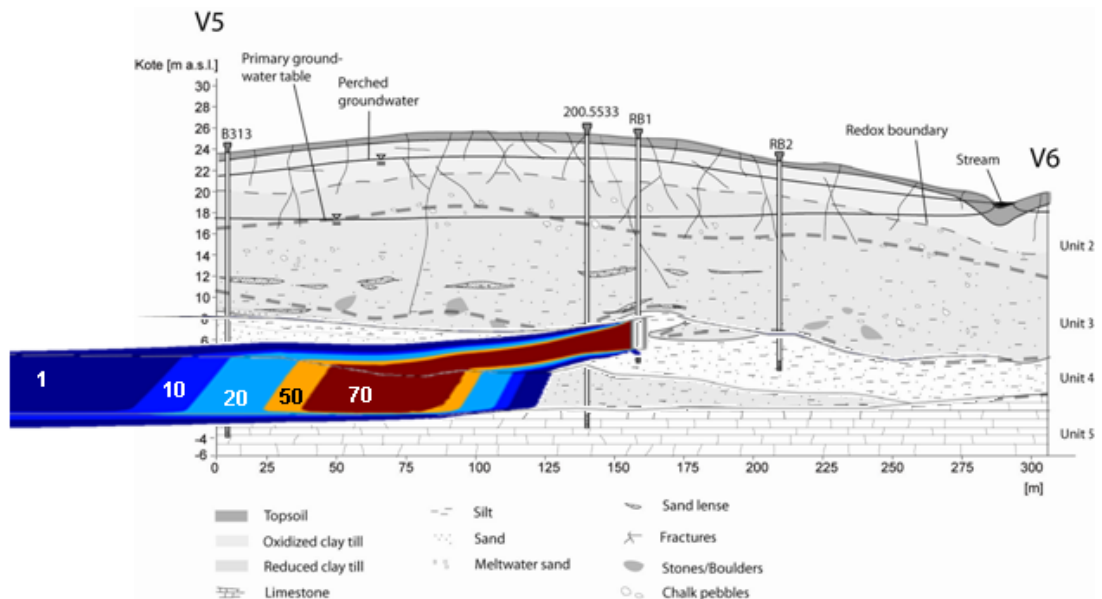 V5
Kote [m a.s.l.]
Primary ground-
water table
Perched
groundwater
B313
200.5533
RB1
RB2
Redox boundary
Stream
V6
30
28
26
24
22
20
18
16
14
12
10
8
6
1
10
20
50
70
-4
-6
Unit 2
Unit 3
Unit 4
Unit 5
0
25
50
75
100
125
150
175
200
225
250
275
300
[m]
Topsoil
Oxidized clay till
Reduced clay till
Limestone
Silt
Sand
Meltwater sand
Sand lense
Fractures
Stones/Boulders
Chalk pebbles